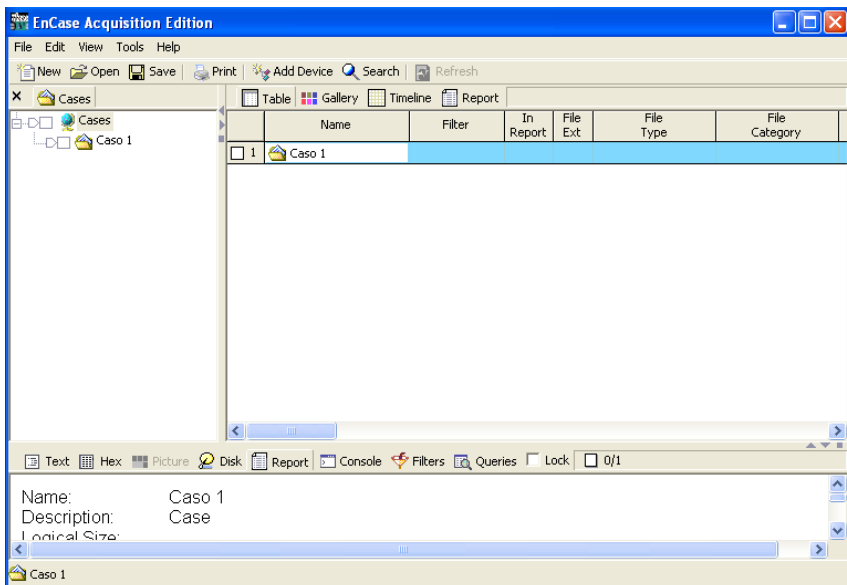 EnCase Acquisition Edition
File Edit View Tools Help
New Open Save Print Add Device Search Refresh
Cases
Table Gallery Timeline Report
Cases
Caso 1
Name Filter In Report File Ext File Type File Category
1 Caso 1
Text Hex Picture Disk Report Console Filters Queries Lock 0/1
Name: Caso 1
Description: Case
Logical Size:
Caso 1